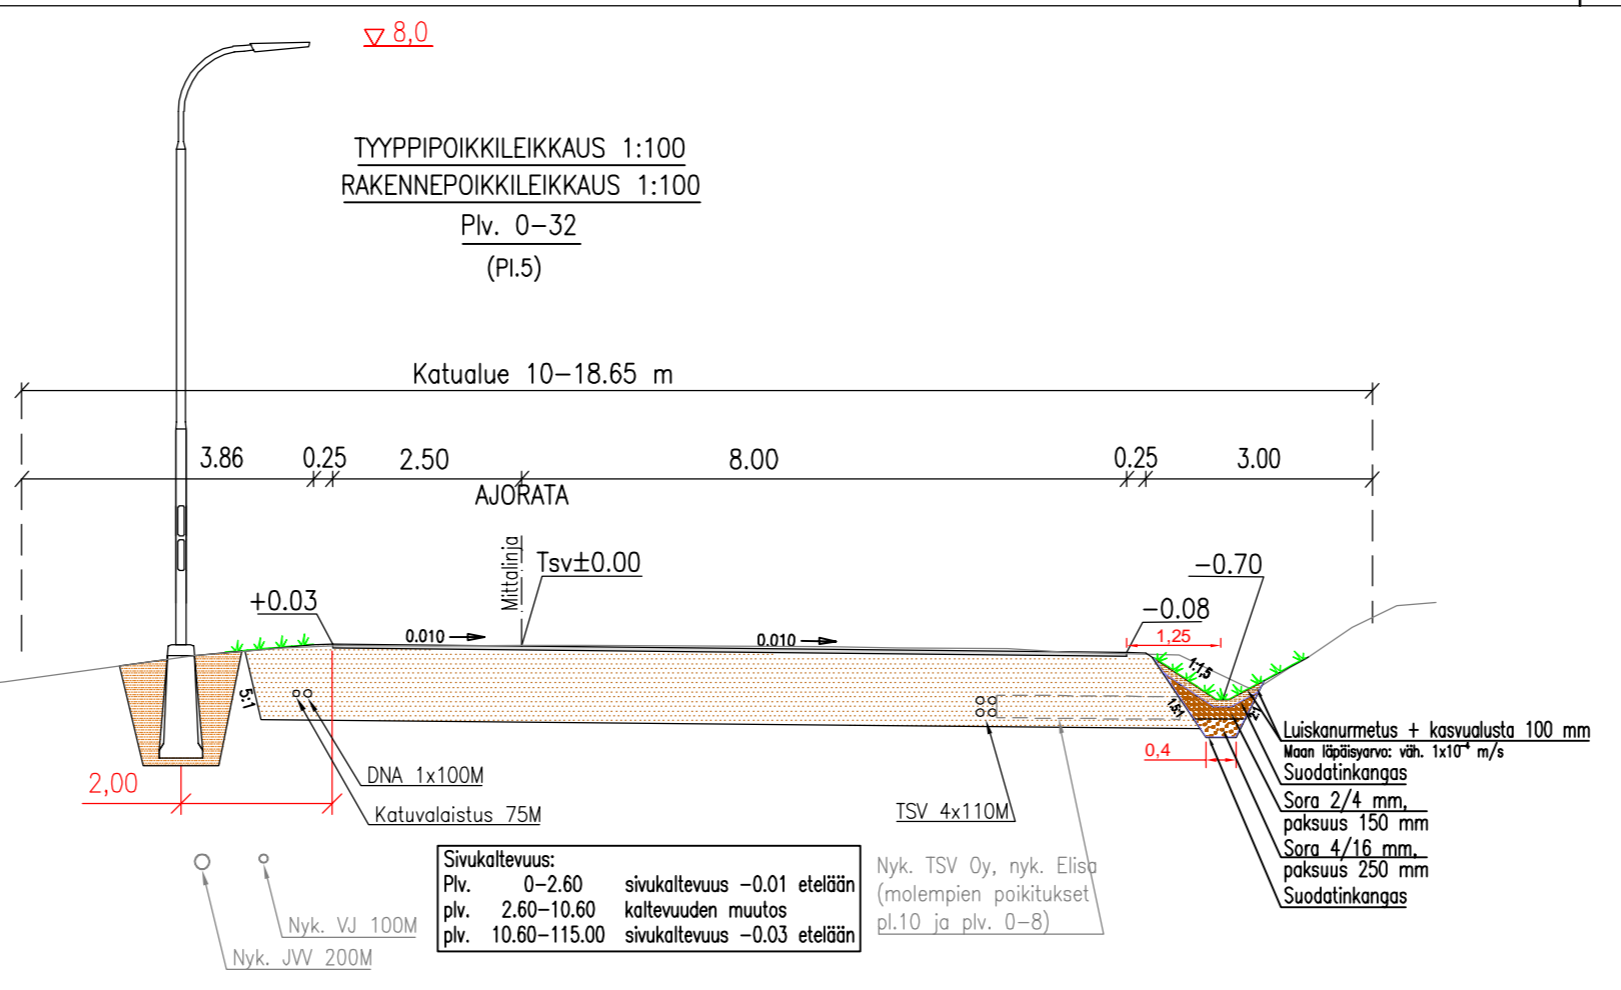 8,0
TYYPPIPOIKKILEIKKAUS 1:100
RAKENNEPOIKKILEIKKAUS 1:100
Plv. 0-32
(Pl.5)
Katualue 10-18.65 m
3.86 0.25 2.50 8.00 0.25 3.00
AJORATA
Mittalinja
Tsv±0.00
-0.70
+0.03
-0.08
0.010
0.010
1,25
1:1,5
5:1
1.5:1
2:1
0,4
2,00
Luiskanurmetus + kasvualusta 100 mm
Maan läpäisyarvo: väh. 1x10⁻⁴ m/s
Suodatinkangas
Sora 2/4 mm,
paksuus 150 mm
Sora 4/16 mm,
paksuus 250 mm
Suodatinkangas
DNA 1x100M
Katuvalaistus 75M
TSV 4x110M
Nyk. VJ 100M
Nyk. JVV 200M
Sivukaltevuus:
Plv. 0-2.60 sivukaltevuus -0.01 etelään
plv. 2.60-10.60 kaltevuuden muutos
plv. 10.60-115.00 sivukaltevuus -0.03 etelään
Nyk. TSV Oy, nyk. Elisa
(molempien poikitukset
pl.10 ja plv. 0-8)